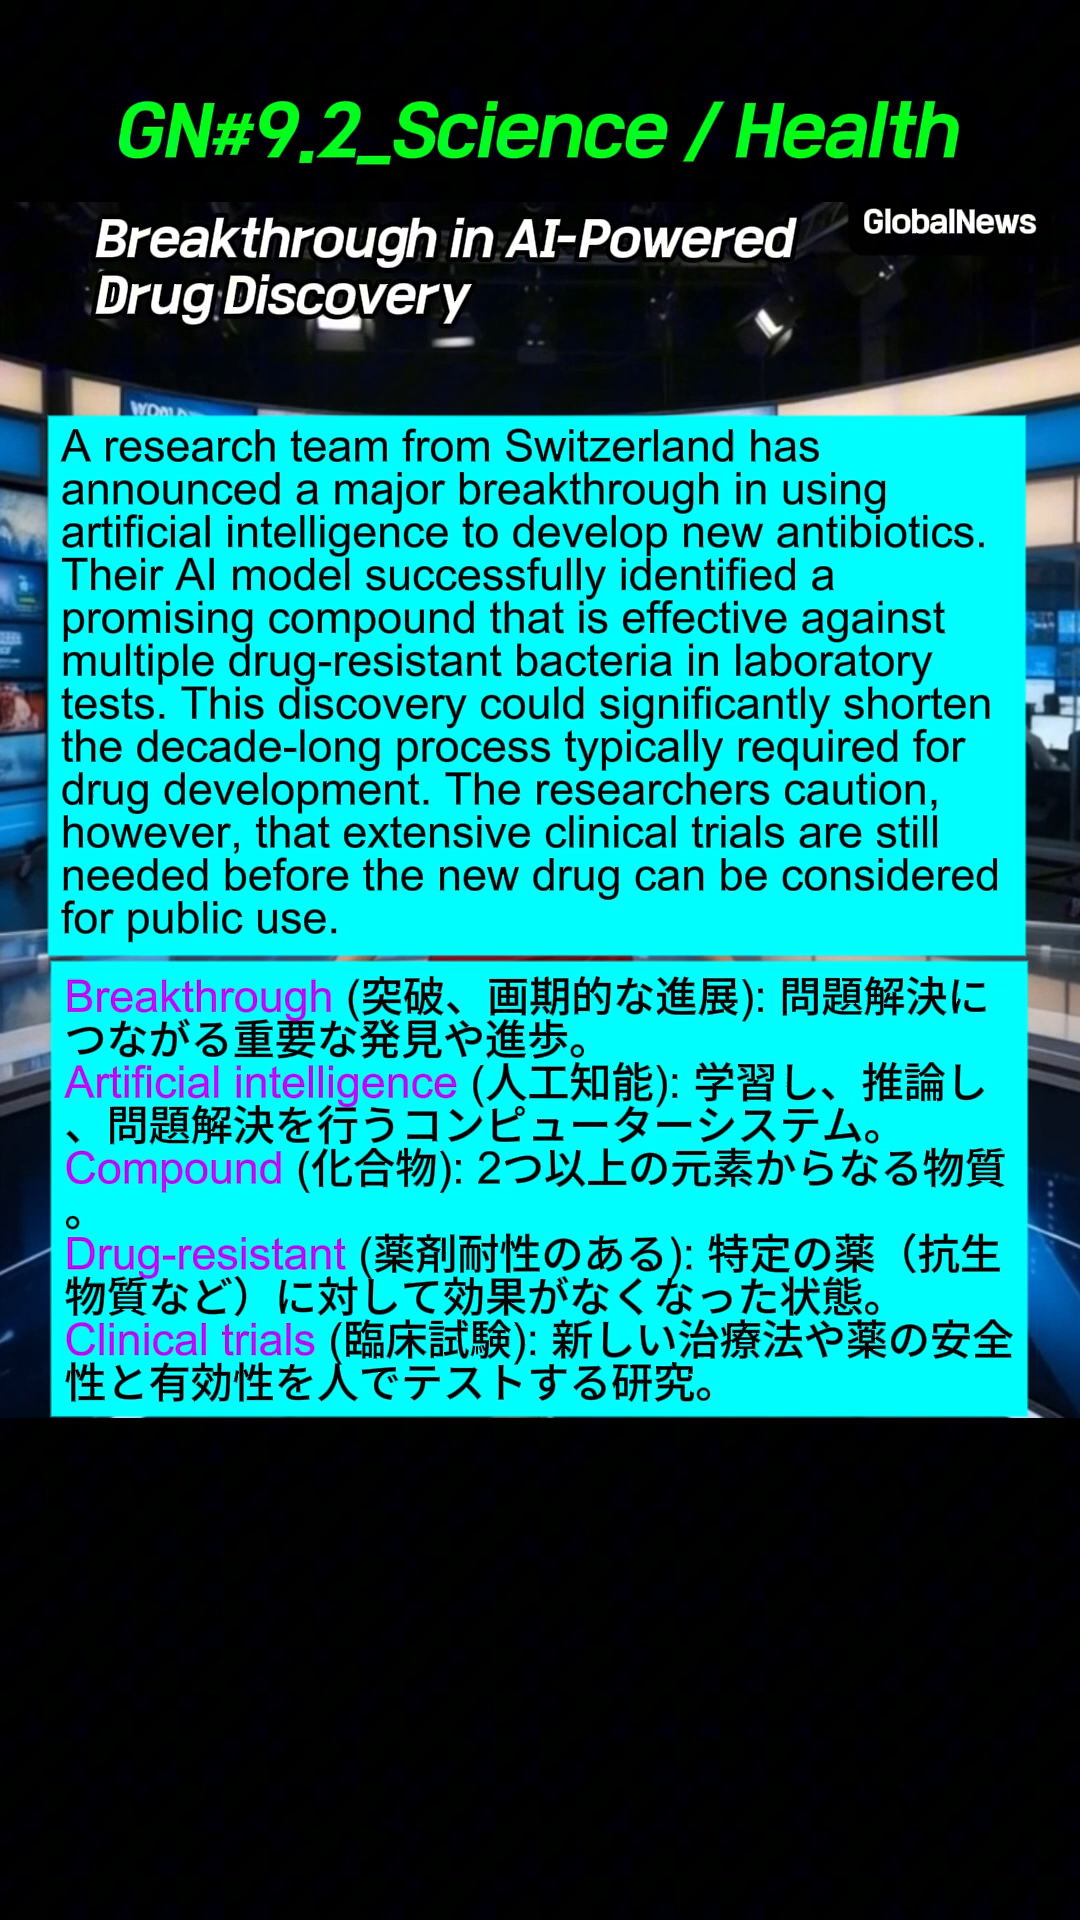 GN#9.2_Science / Health
Breakthrough in AI-Powered
Drug Discovery
GlobalNews
A research team from Switzerland has
announced a major breakthrough in using
artificial intelligence to develop new antibiotics.
Their AI model successfully identified a
promising compound that is effective against
multiple drug-resistant bacteria in laboratory
tests. This discovery could significantly shorten
the decade-long process typically required for
drug development. The researchers caution,
however, that extensive clinical trials are still
needed before the new drug can be considered
for public use.
Breakthrough (突破、画期的な進展): 問題解決に
つながる重要な発見や進歩。
Artificial intelligence (人工知能): 学習し、推論し
、問題解決を行うコンピューターシステム。
Compound (化合物): 2つ以上の元素からなる物質
。
Drug-resistant (薬剤耐性のある): 特定の薬（抗生
物質など）に対して効果がなくなった状態。
Clinical trials (臨床試験): 新しい治療法や薬の安全
性と有効性を人でテストする研究。